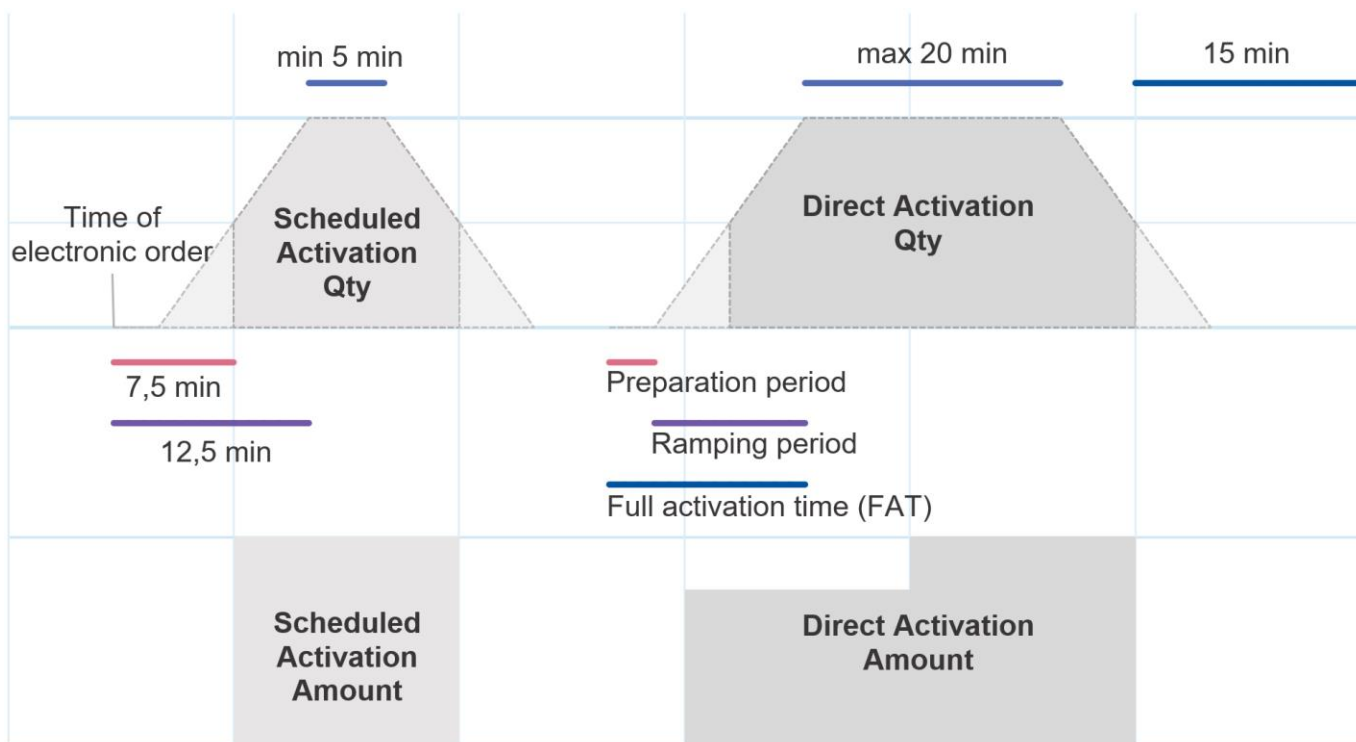 min 5 min
max 20 min
15 min
Time of
electronic order
Scheduled
Activation
Qty
Direct Activation
Qty
7,5 min
12,5 min
Preparation period
Ramping period
Full activation time (FAT)
Scheduled
Activation
Amount
Direct Activation
Amount